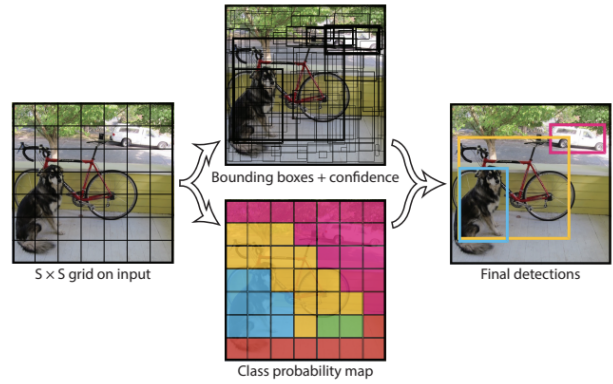 Bounding boxes + confidence
S × S grid on input
Final detections
Class probability map